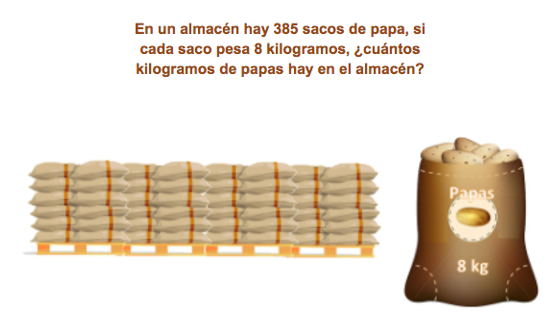 En un almacén hay 385 sacos de papa, si
cada saco pesa 8 kilogramos, ¿cuántos
kilogramos de papas hay en el almacén?
Papas
8 kg